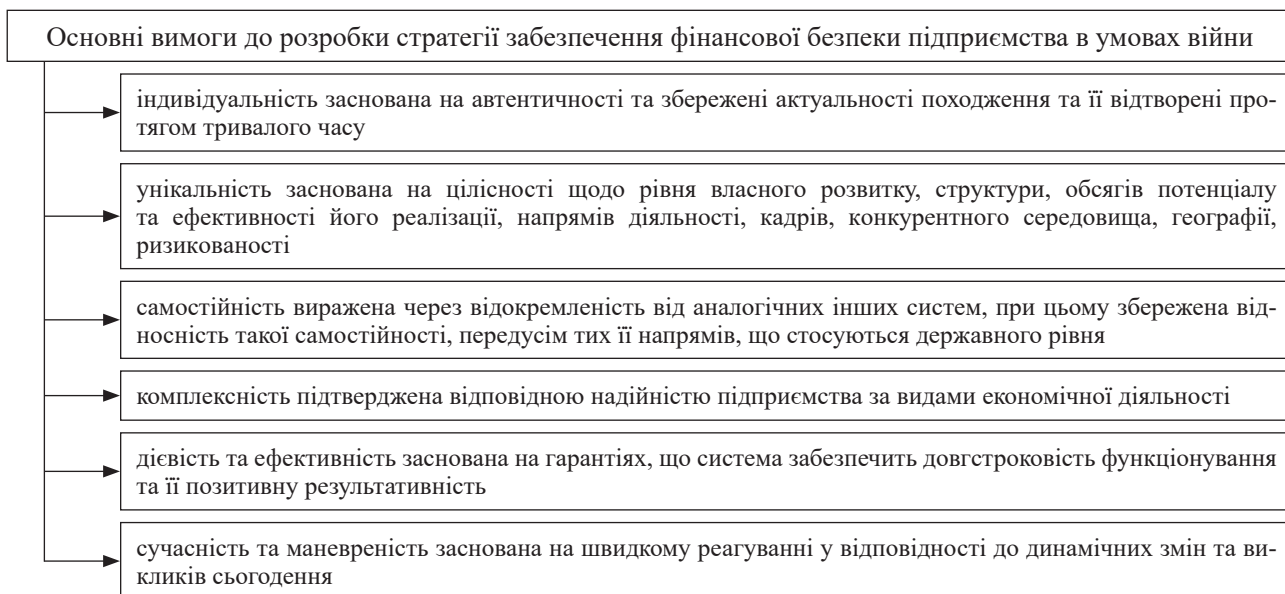 Основні вимоги до розробки стратегії забезпечення фінансової безпеки підприємства в умовах війни
індивідуальність заснована на автентичності та збережені актуальності походження та її відтворені про-
тягом тривалого часу
унікальність заснована на цілісності щодо рівня власного розвитку, структури, обсягів потенціалу
та ефективності його реалізації, напрямів діяльності, кадрів, конкурентного середовища, географії,
ризикованості
самостійність виражена через відокремленість від аналогічних інших систем, при цьому збережена від-
носність такої самостійності, передусім тих її напрямів, що стосуються державного рівня
комплексність підтверджена відповідною надійністю підприємства за видами економічної діяльності
дієвість та ефективність заснована на гарантіях, що система забезпечить довгстроковість функціонування
та її позитивну результативність
сучасність та маневреність заснована на швидкому реагуванні у відповідності до динамічних змін та ви-
кликів сьогодення